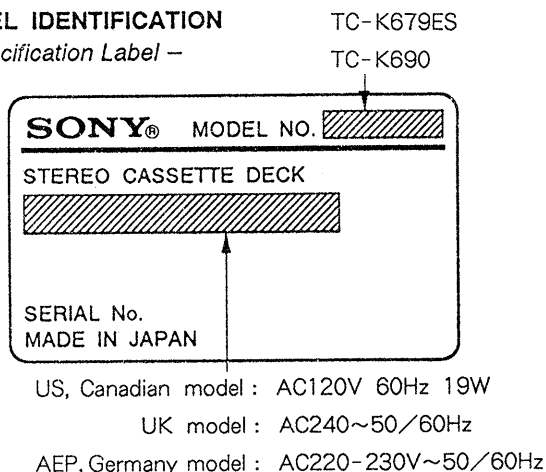 EL IDENTIFICATION
cification Label –
TC-K679ES
TC-K690
SONY® MODEL NO.
STEREO CASSETTE DECK
SERIAL No.
MADE IN JAPAN
US, Canadian model : AC120V 60Hz 19W
UK model : AC240~50/60Hz
AEP, Germany model : AC220-230V~50/60Hz